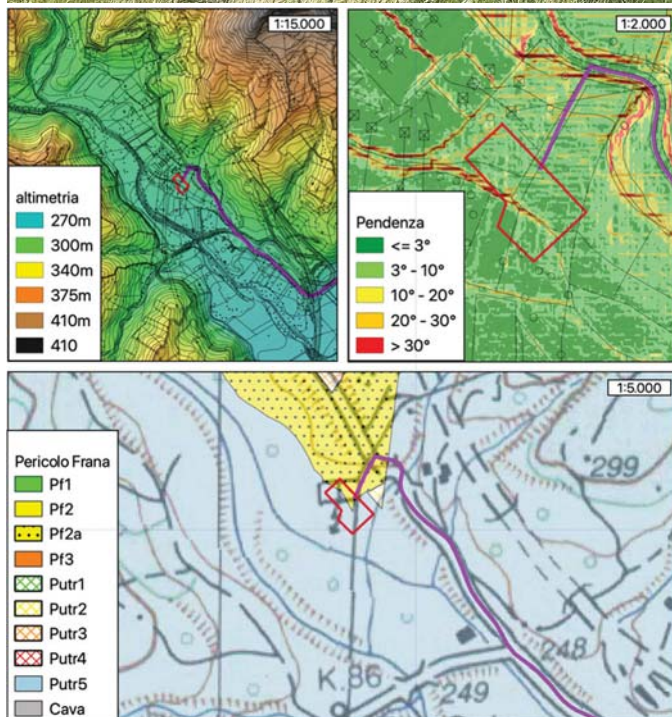 1:15.000
altimetria
270m
300m
340m
375m
410m
410
1:2.000
Pendenza
<= 3°
3° - 10°
10° - 20°
20° - 30°
> 30°
1:5.000
Pericolo Frana
Pf1
Pf2
Pf2a
Pf3
Putr1
Putr2
Putr3
Putr4
Putr5
Cava
299
248
K.86
249